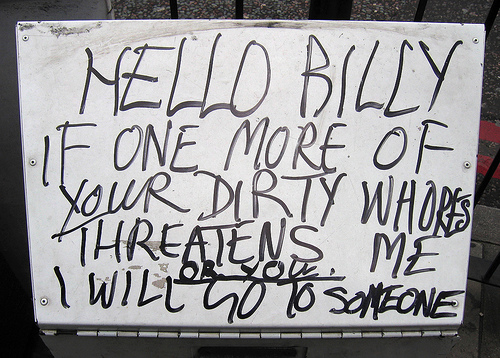 HELLO BILLY
IF ONE MORE OF
YOUR DIRTY WHORES
THREATENS ME
OR YOU.
I WILL GO TO SOMEONE